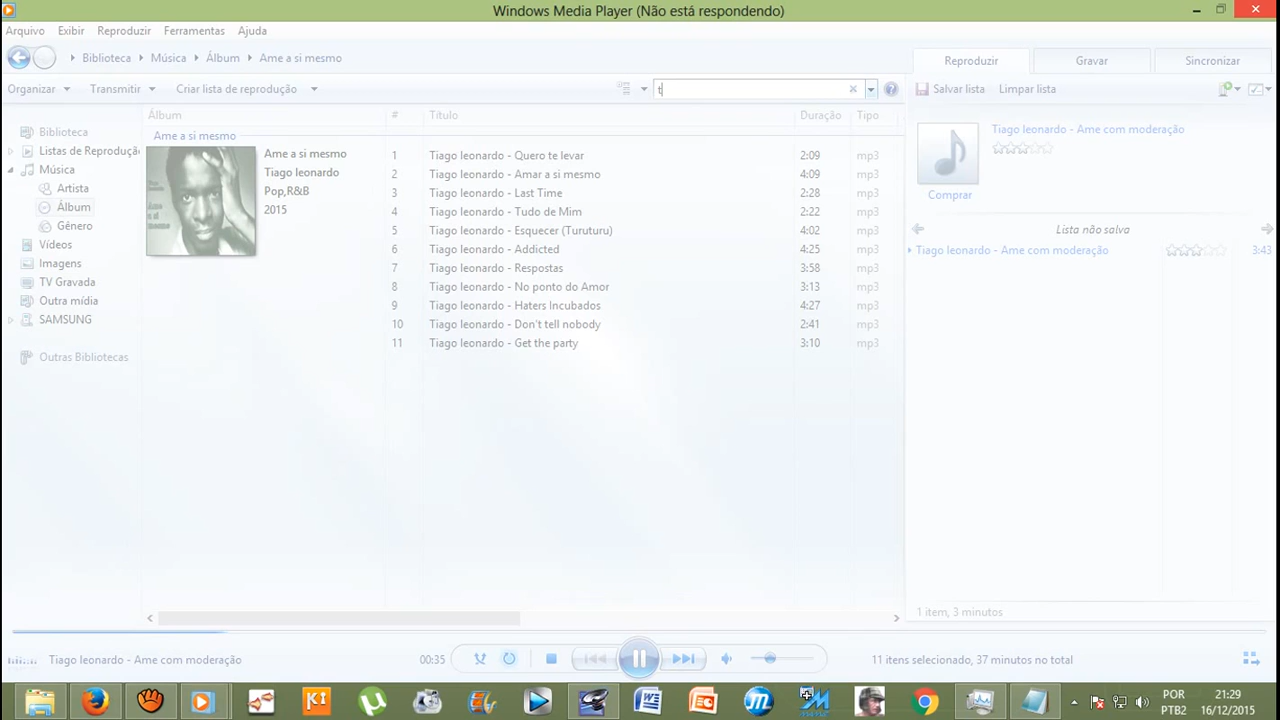 Windows Media Player (Não está respondendo)
Arquivo Exibir Reproduzir Ferramentas Ajuda
Biblioteca Música Álbum Ame a si mesmo
Reproduzir Gravar Sincronizar
Organizar Transmitir Criar lista de reprodução t
Salvar lista Limpar lista
Álbum # Título Duração Tipo
Biblioteca
Listas de Reprodução
Música
Artista
Álbum
Gênero
Vídeos
Imagens
TV Gravada
Outra mídia
SAMSUNG
Outras Bibliotecas
Ame a si mesmo
Ame a si mesmo
Tiago leonardo
Pop,R&B
2015
1 Tiago leonardo - Quero te levar 2:09 mp3
2 Tiago leonardo - Amar a si mesmo 4:09 mp3
3 Tiago leonardo - Last Time 2:28 mp3
4 Tiago leonardo - Tudo de Mim 2:22 mp3
5 Tiago leonardo - Esquecer (Tururturu) 4:02 mp3
6 Tiago leonardo - Addicted 4:25 mp3
7 Tiago leonardo - Respostas 3:58 mp3
8 Tiago leonardo - No ponto do Amor 3:13 mp3
9 Tiago leonardo - Haters Incubados 4:27 mp3
10 Tiago leonardo - Don't tell nobody 2:41 mp3
11 Tiago leonardo - Get the party 3:10 mp3
Tiago leonardo - Ame com moderação
Comprar
Lista não salva
Tiago leonardo - Ame com moderação 3:43
1 item, 3 minutos
Tiago leonardo - Ame com moderação 00:35
11 itens selecionado, 37 minutos no total
POR 21:29
PTB2 16/12/2015